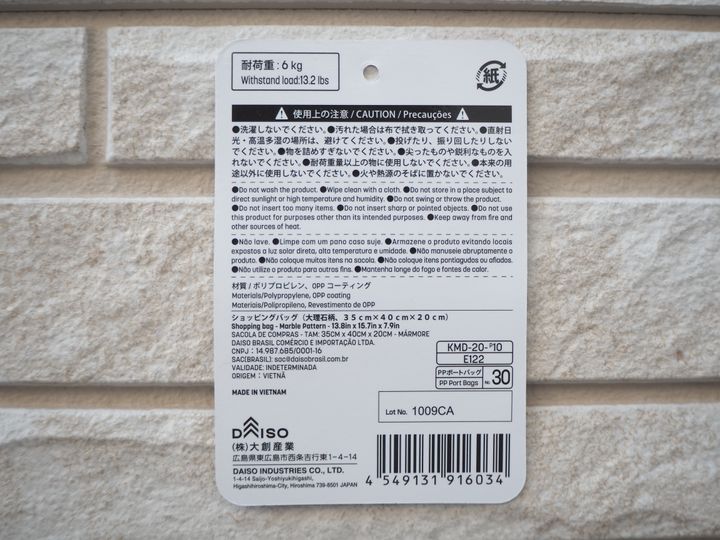 耐荷重：6 kg
Withstand load:13.2 lbs
紙
使用上の注意 / CAUTION / Precauções
●洗濯しないでください。●汚れた場合は布で拭き取ってください。●直射日
光・高温多湿の場所は、避けてください。●投げたり、振り回したりしない
でください。●物を詰めすぎないでください。●尖ったものや鋭利なものを入
れないでください。●耐荷重量以上の物に使用しないでください。●本来の用
途以外に使用しないでください。●火や熱源のそばに置かないでください。
●Do not wash the product. ●Wipe clean with a cloth. ●Do not store in a place subject to
direct sunlight or high temperature and humidity. ●Do not swing or throw the product.
●Do not insert too many items. ●Do not insert sharp or pointed objects. ●Do not use
this product for purposes other than its intended purposes. ●Keep away from fire and
other sources of heat.
●Não lave. ●Limpe com um pano caso suje. ●Armazene o produto evitando locais
expostos a luz solar direta, alta temperatura e umidade. ●Não manuseie abruptamente o
produto. ●Não coloque muitos itens na sacola. ●Não coloque itens pontiagudos ou afiados.
●Não utilize o produto para outros fins. ●Mantenha longe do fogo e fontes de calor.
材質 / ポリプロピレン、OPP コーティング
Materials/Polypropylene, OPP coating
Materiais/Polipropileno, Revestimento de OPP
ショッピングバッグ（大理石柄、３５cm×４０cm×２０cm）
Shopping bag - Marble Pattern - 13.8in x 15.7in x 7.9in
SACOLA DE COMPRAS - TAM: 35CM x 40CM x 20CM - MÁRMORE
DAISO BRASIL COMÉRCIO E IMPORTAÇÃO LTDA.
CNPJ : 14.987.685/0001-16
SAC(BRASIL): sac@daisobrasil.com.br
VALIDADE: INDETERMINADA
ORIGEM : VIETNÃ
MADE IN VIETNAM
KMD-20-P10
E122
PPポートバッグ
PP Port Bags
No. 30
Lot No. 1009CA
DAISO
(株)大創産業
広島県東広島市西条吉行東1-4-14
DAISO INDUSTRIES CO., LTD.
1-4-14 Saijo-Yoshiyukihigashi,
Higashihiroshima-City, Hiroshima 739-8501 JAPAN
4 549131 916034